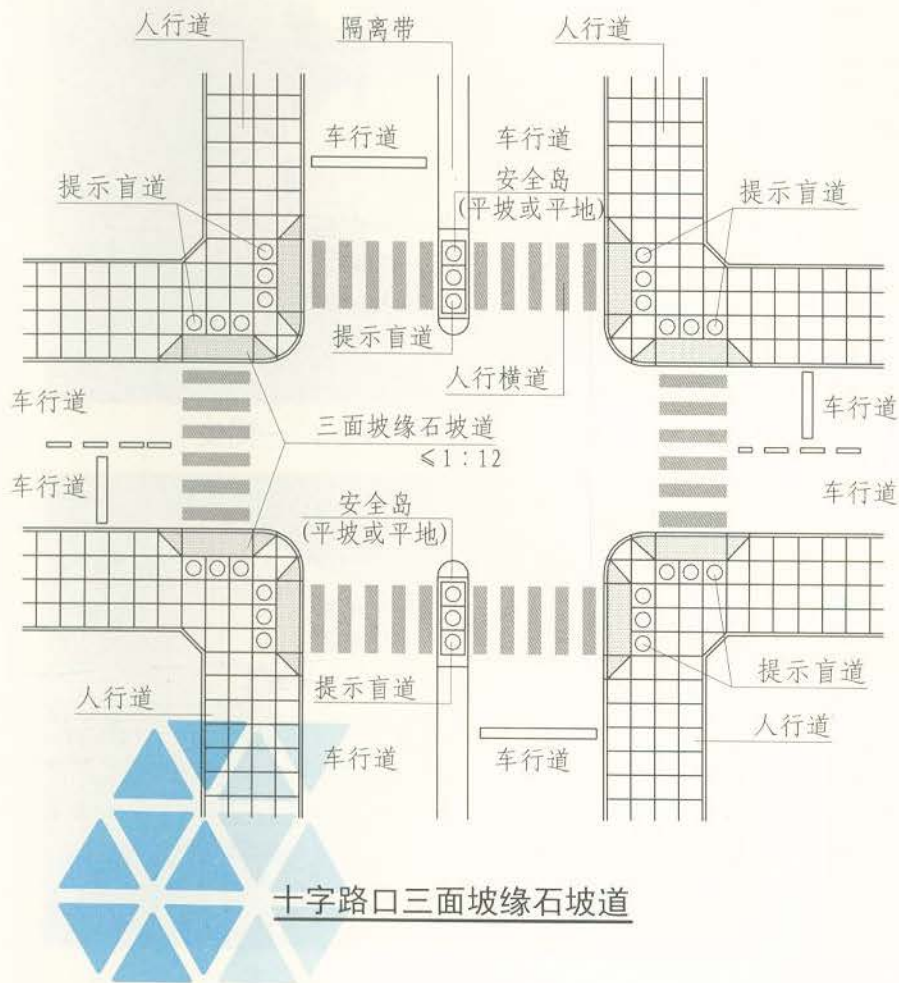 人行道
隔离带
人行道
车行道
车行道
提示盲道
安全岛
(平坡或平地)
提示盲道
提示盲道
人行横道
车行道
车行道
三面坡缘石坡道
≤1：12
车行道
车行道
安全岛
(平坡或平地)
人行道
提示盲道
提示盲道
车行道
车行道
人行道
十字路口三面坡缘石坡道